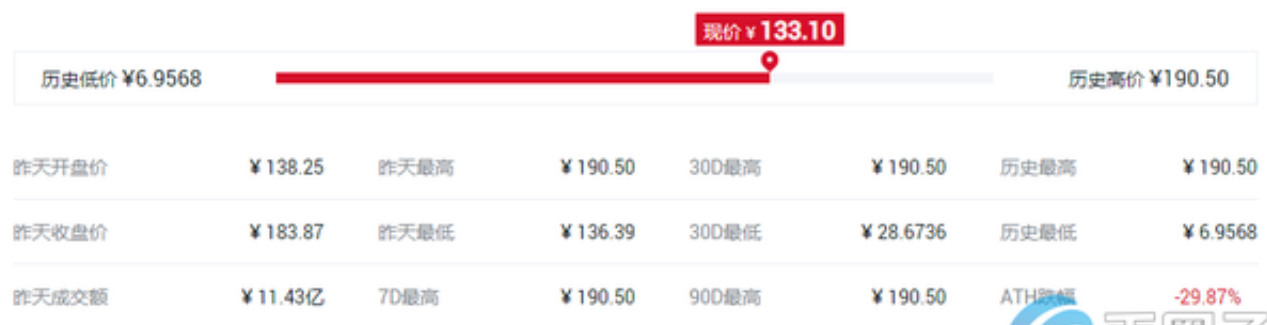 现价 ¥ 133.10
历史低价 ¥6.9568 历史高价 ¥190.50
昨天开盘价 ¥ 138.25 昨天最高 ¥ 190.50 30D最高 ¥ 190.50 历史最高 ¥ 190.50
昨天收盘价 ¥ 183.87 昨天最低 ¥ 136.39 30D最低 ¥ 28.6736 历史最低 ¥ 6.9568
昨天成交额 ¥ 11.43亿 7D最高 ¥ 190.50 90D最高 ¥ 190.50 ATH跌幅 -29.87%